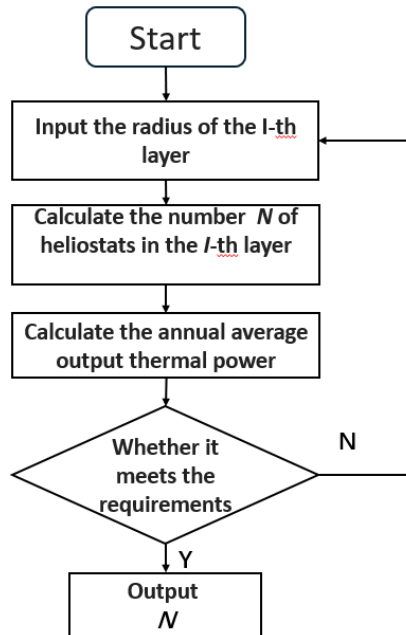 Start
Input the radius of the I-th
layer
Calculate the number N of
heliostats in the I-th layer
Calculate the annual average
output thermal power
Whether it
meets the
requirements
N
Y
Output
N